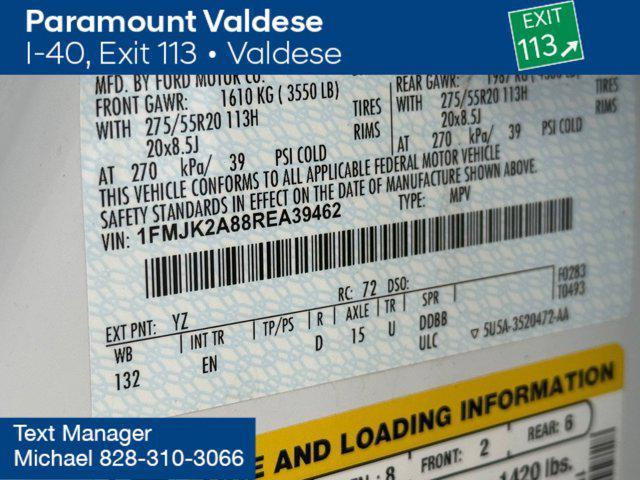 Paramount Valdese
I-40, Exit 113 • Valdese
EXIT
113
MFD. BY FORD MOTOR CO.
FRONT GAWR: 1610 KG ( 3550 LB)
WITH 275/55R20 113H TIRES
20x8.5J RIMS
AT 270 kPa/ 39 PSI COLD
REAR GAWR:
WITH 275/55R20 113H TIRES
20x8.5J RIMS
AT 270 kPa/ 39 PSI COLD
THIS VEHICLE CONFORMS TO ALL APPLICABLE FEDERAL MOTOR VEHICLE
SAFETY STANDARDS IN EFFECT ON THE DATE OF MANUFACTURE SHOWN ABOVE.
VIN: 1FMJK2A88REA39462
TYPE: MPV
F0283
T0493
EXT PNT: YZ RC: 72 DSO:
WB INT TR TP/PS R AXLE TR SPR
132 EN D 15 U DDBB
ULC
5U5A-3520472-AA
E AND LOADING INFORMATION
: 8 FRONT: 2 REAR: 6
1420 lbs.
Text Manager
Michael 828-310-3066